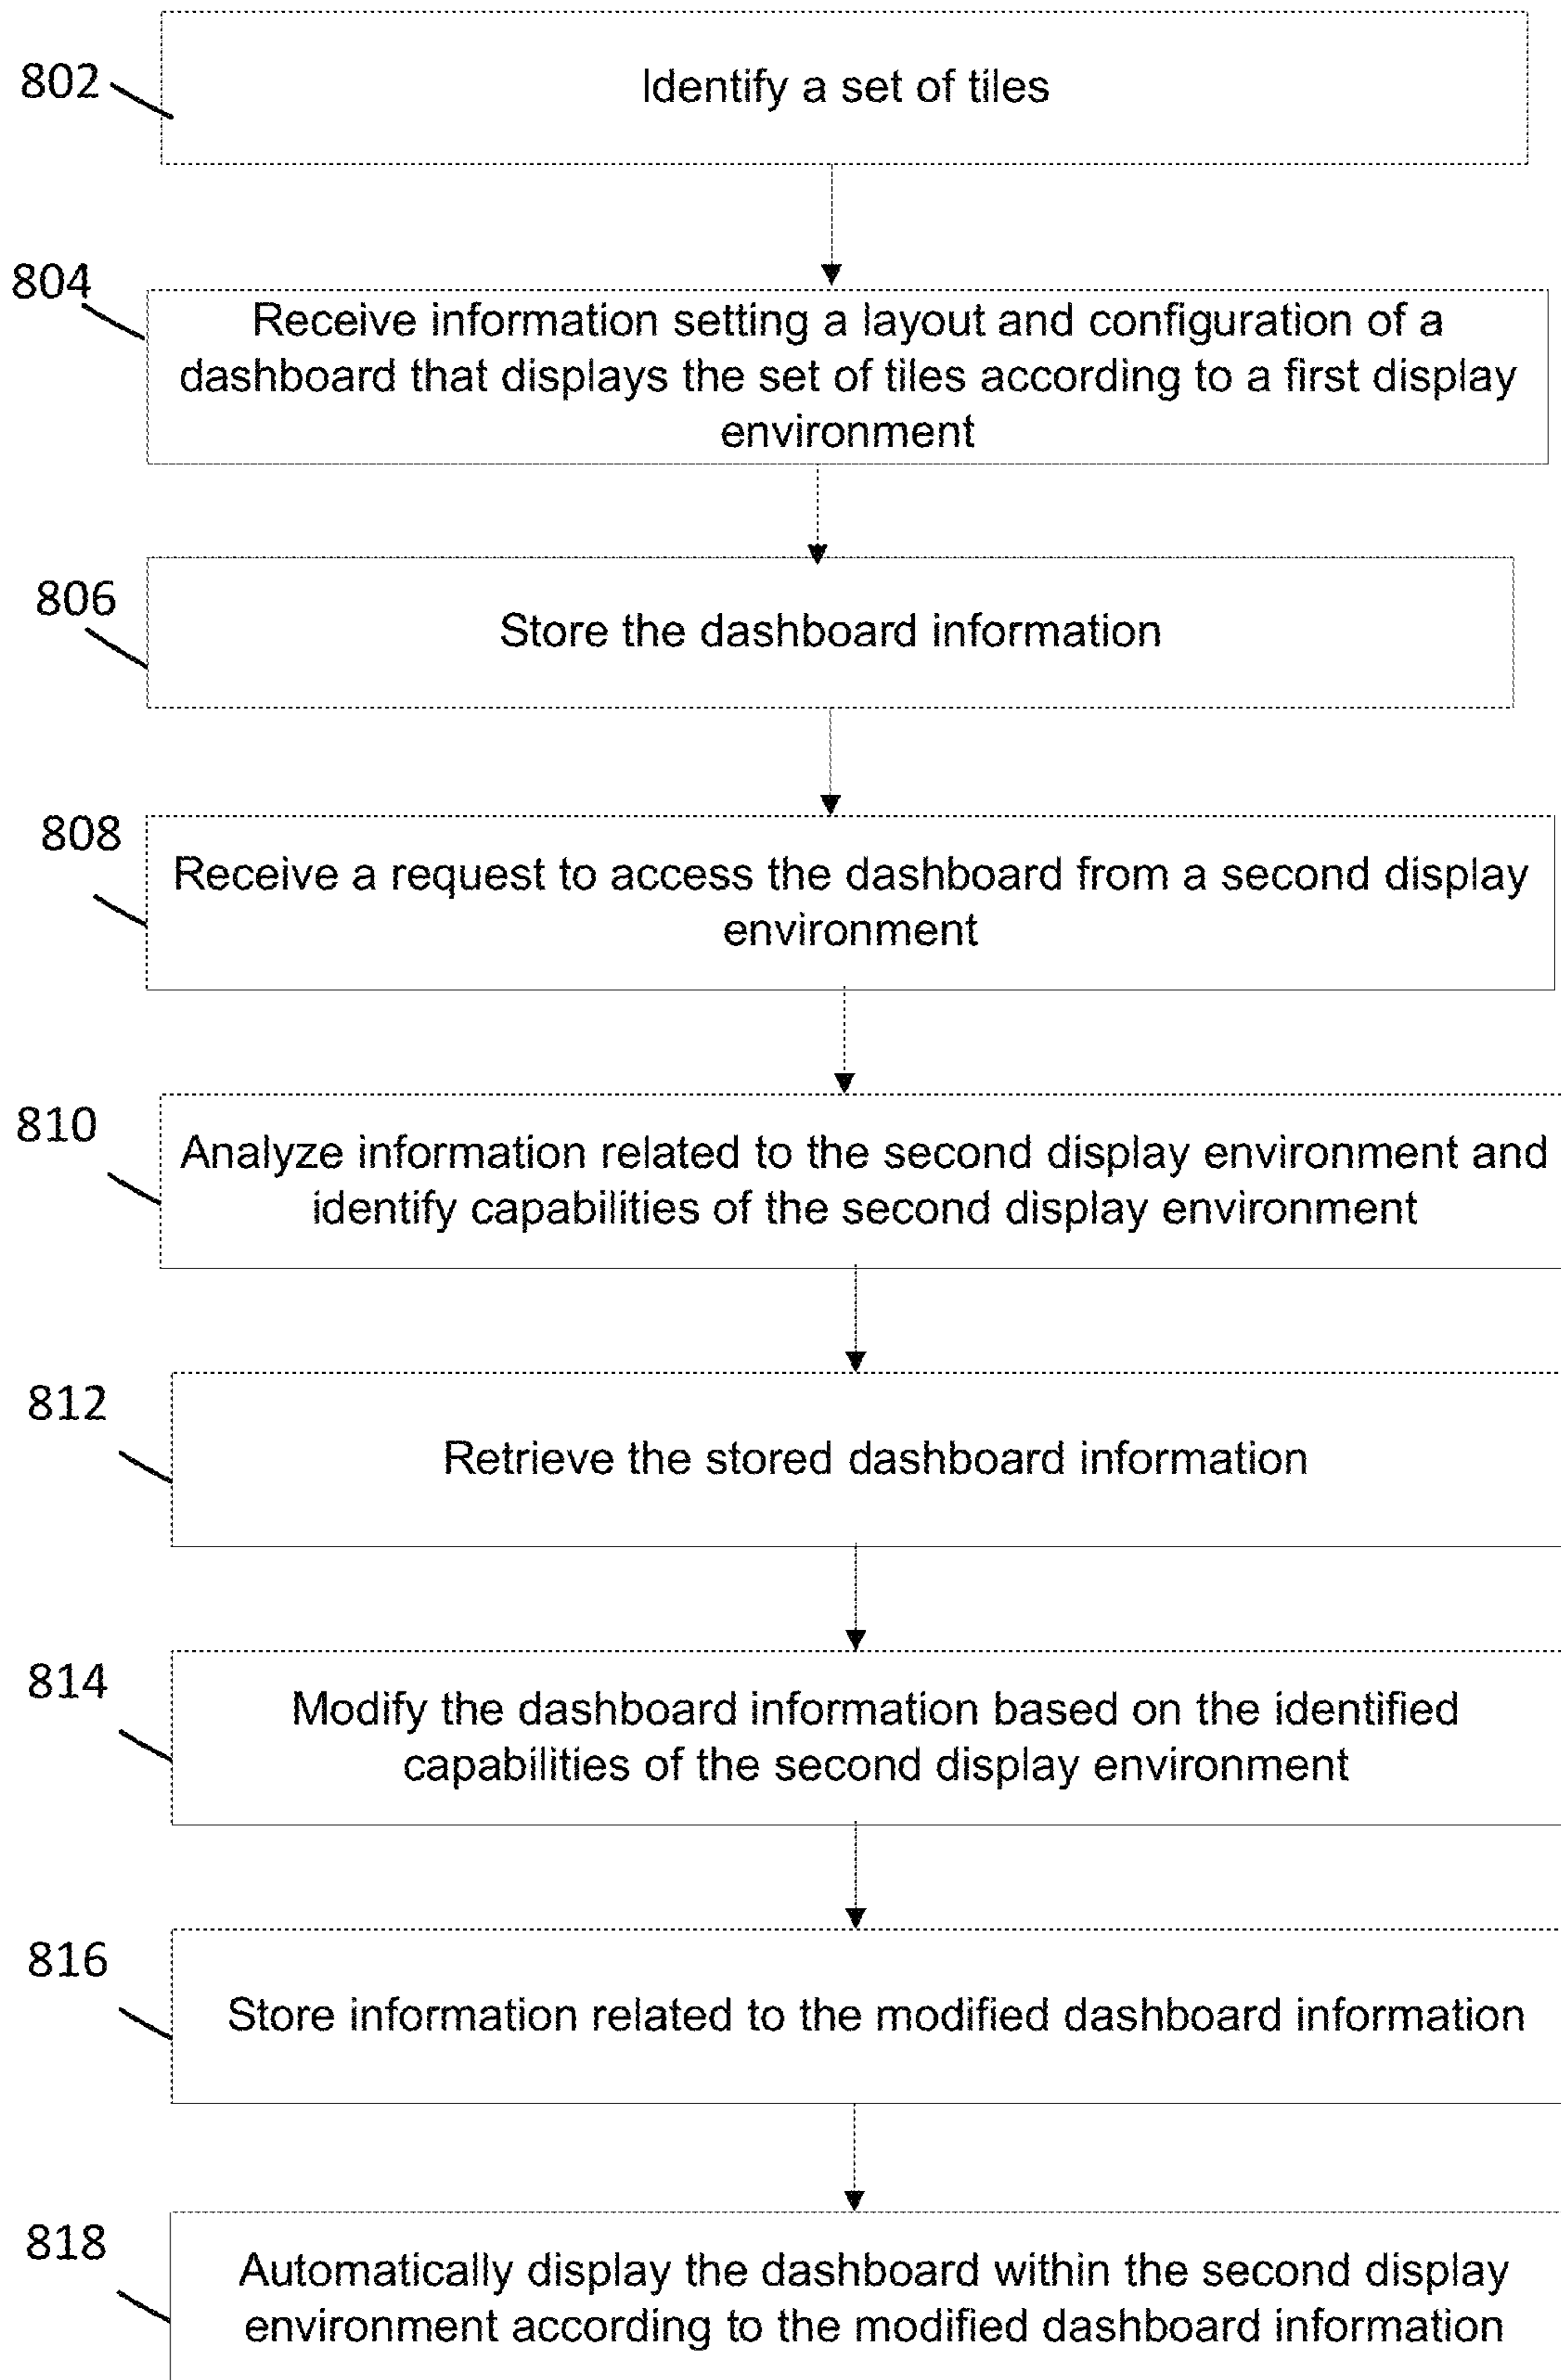 802
Identify a set of tiles
804
Receive information setting a layout and configuration of a
dashboard that displays the set of tiles according to a first display
environment
806
Store the dashboard information
808
Receive a request to access the dashboard from a second display
environment
810
Analyze information related to the second display environment and
identify capabilities of the second display environment
812
Retrieve the stored dashboard information
814
Modify the dashboard information based on the identified
capabilities of the second display environment
816
Store information related to the modified dashboard information
818
Automatically display the dashboard within the second display
environment according to the modified dashboard information